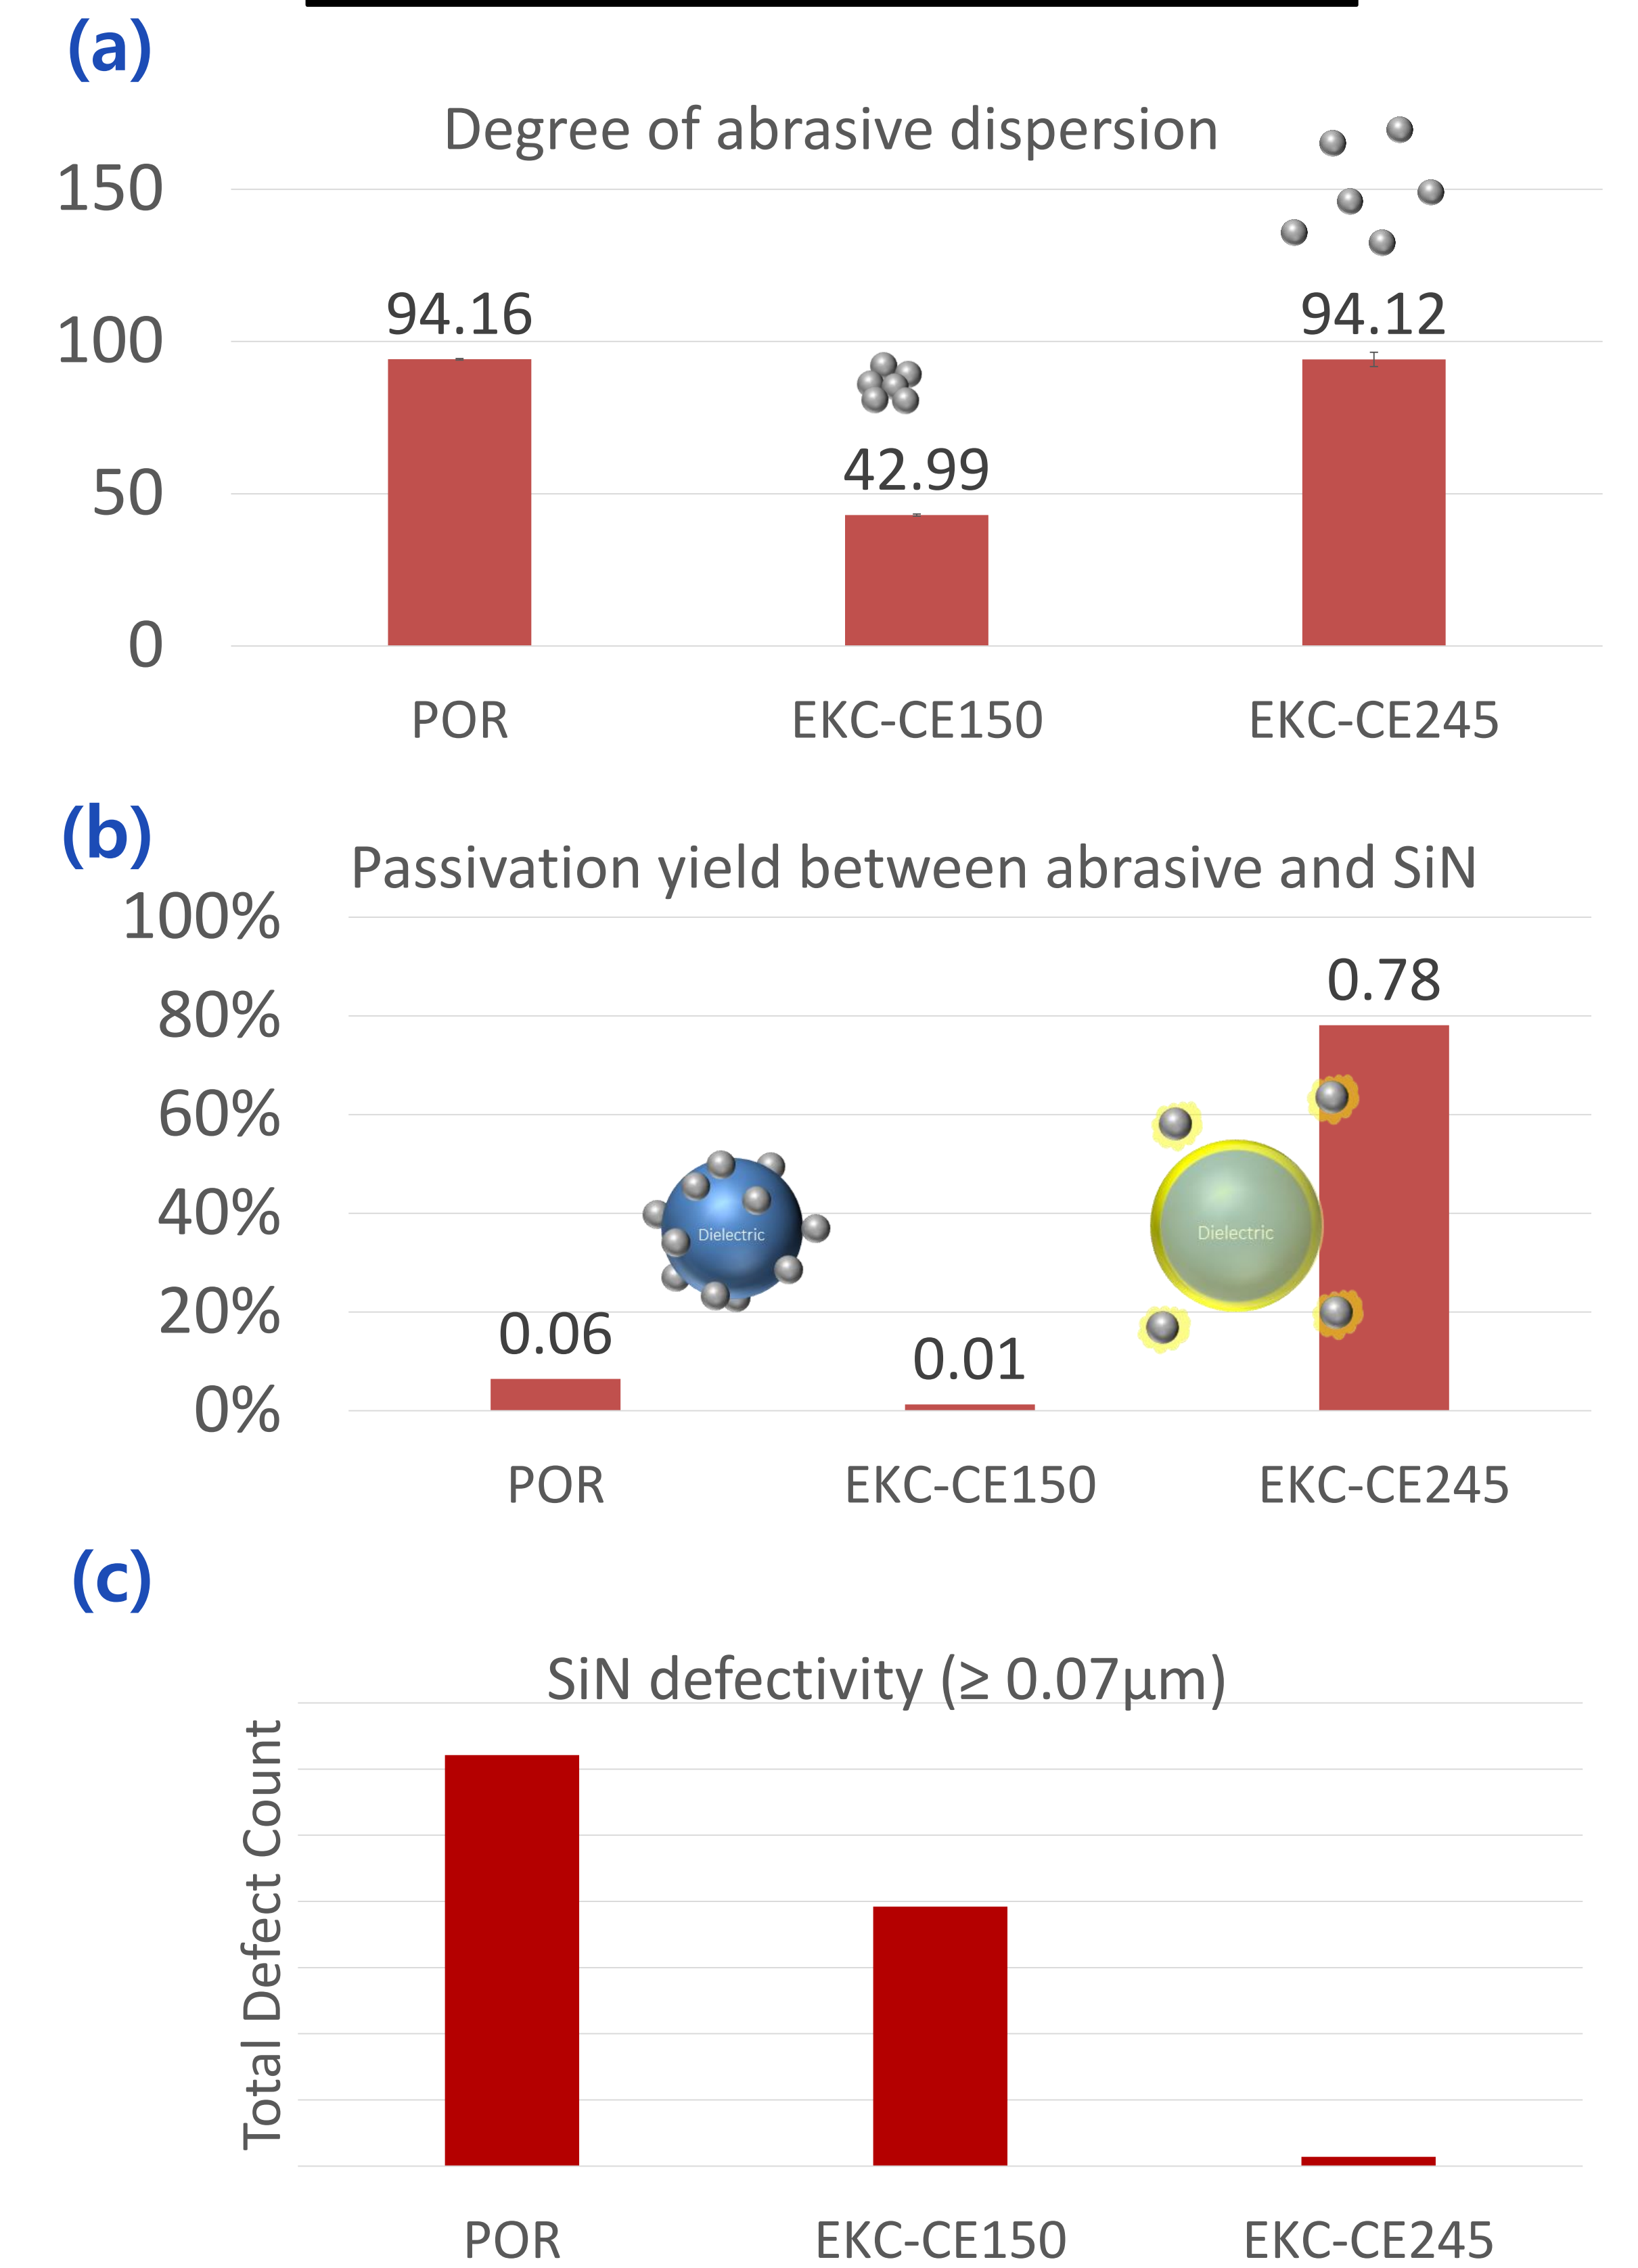 (a)
Degree of abrasive dispersion
150
100
50
0
94.16
42.99
94.12
POR
EKC-CE150
EKC-CE245
(b)
Passivation yield between abrasive and SiN
100%
80%
60%
40%
20%
0%
0.06
0.01
0.78
Dielectric
Dielectric
POR
EKC-CE150
EKC-CE245
(c)
SiN defectivity (≥ 0.07µm)
Total Defect Count
POR
EKC-CE150
EKC-CE245